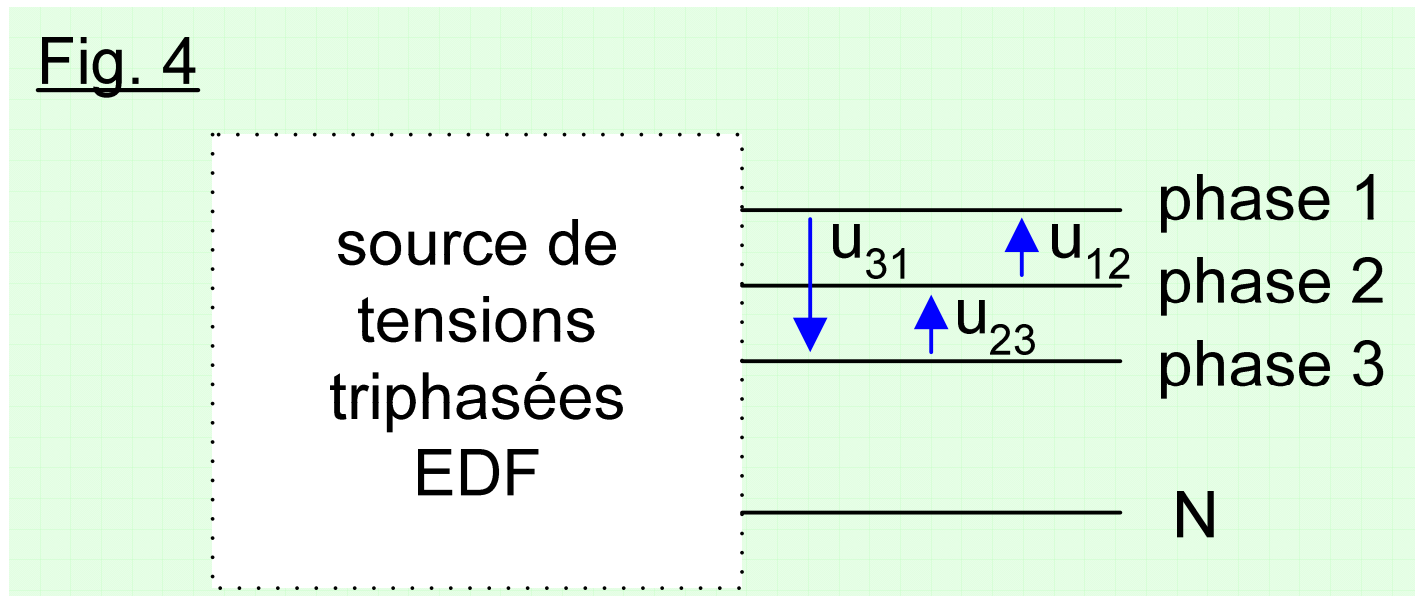 Fig. 4
source de
tensions
triphasées
EDF
u31
u12
u23
phase 1
phase 2
phase 3
N